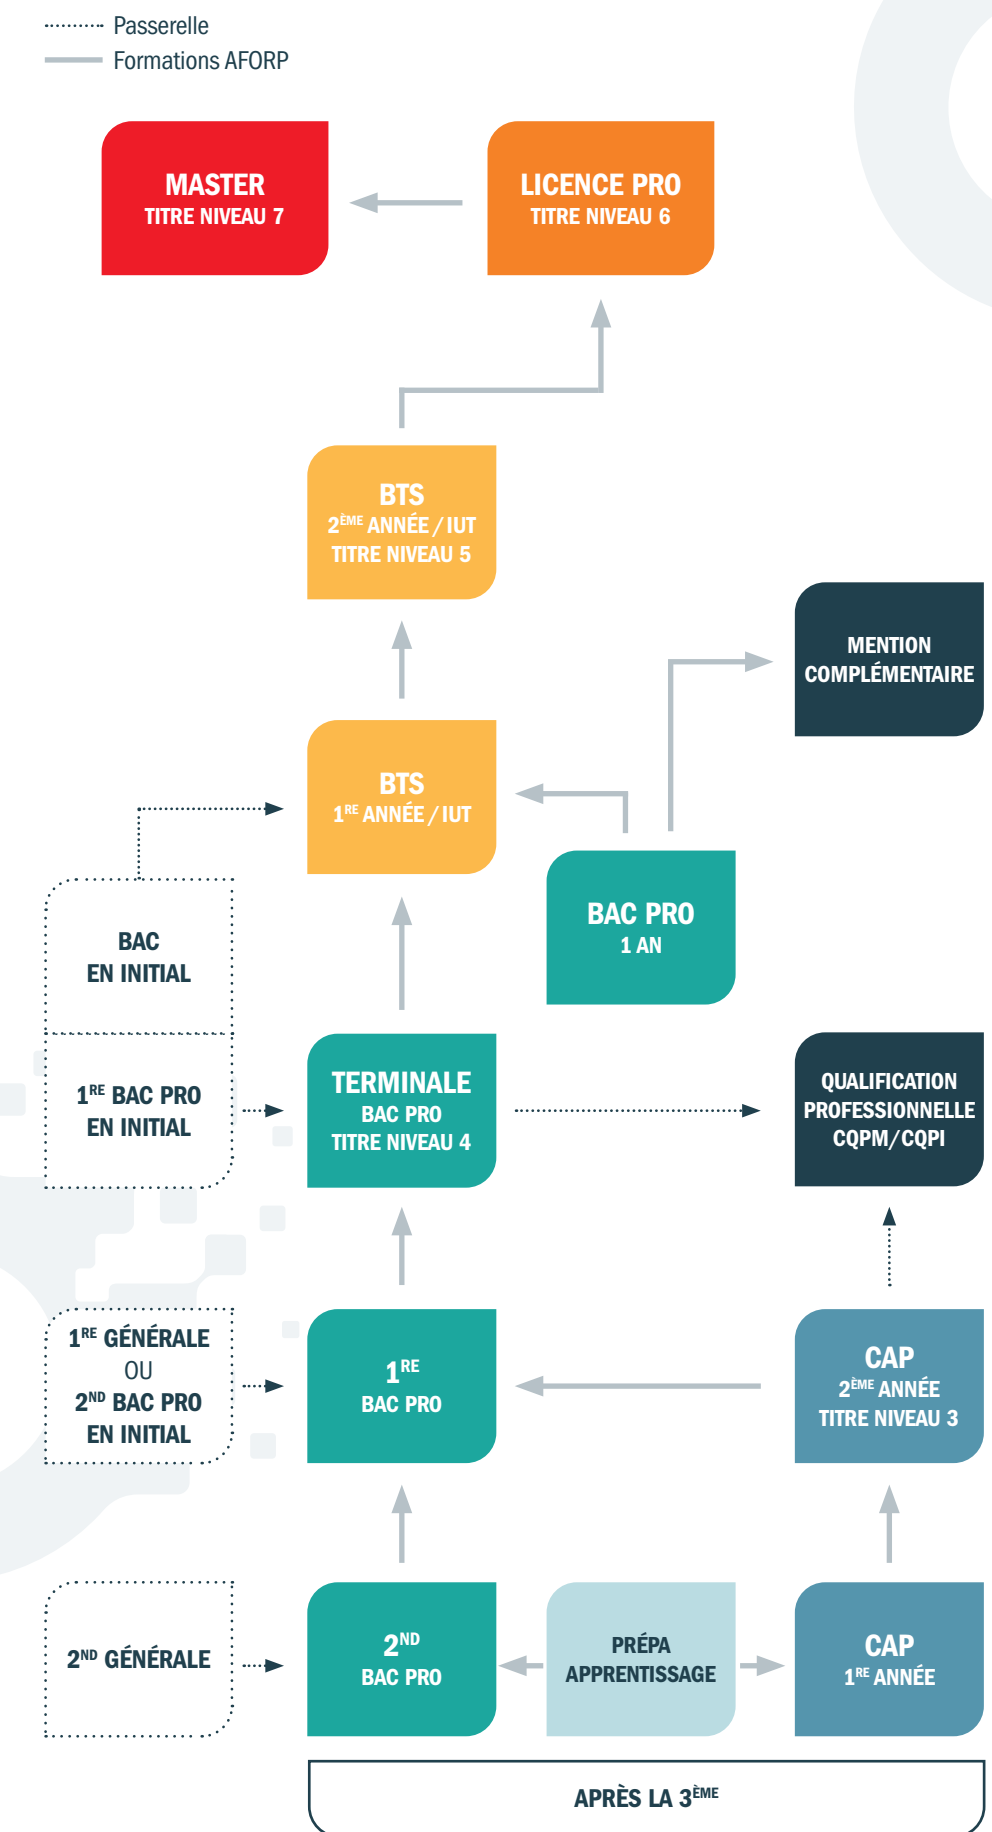 Passerelle
Formations AFORP
MASTER
TITRE NIVEAU 7
LICENCE PRO
TITRE NIVEAU 6
BTS
2ÈME ANNÉE / IUT
TITRE NIVEAU 5
MENTION
COMPLÉMENTAIRE
BTS
1RE ANNÉE / IUT
BAC PRO
1 AN
BAC
EN INITIAL
1RE BAC PRO
EN INITIAL
TERMINALE
BAC PRO
TITRE NIVEAU 4
QUALIFICATION
PROFESSIONNELLE
CQPM/CQPI
1RE GÉNÉRALE
OU
2ND BAC PRO
EN INITIAL
1RE
BAC PRO
CAP
2ÈME ANNÉE
TITRE NIVEAU 3
2ND GÉNÉRALE
2ND
BAC PRO
PRÉPA
APPRENTISSAGE
CAP
1RE ANNÉE
APRÈS LA 3ÈME